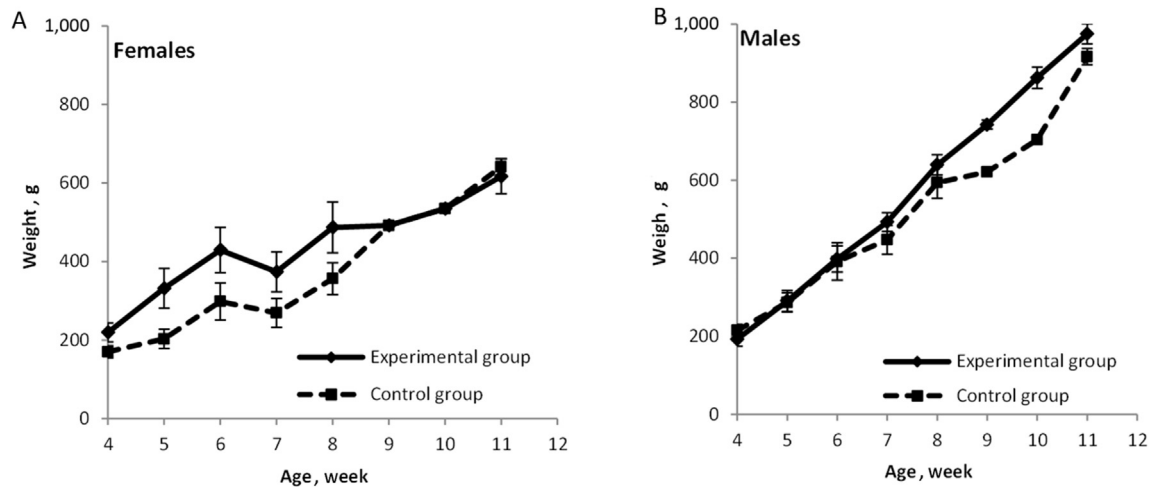 A
Females
1,000
800
600
400
200
0
Weight , g
4 5 6 7 8 9 10 11 12
Age , week
Experimental group
Control group
B
Males
1,000
800
600
400
200
0
Weigh , g
4 5 6 7 8 9 10 11 12
Age , week
Experimental group
Control group